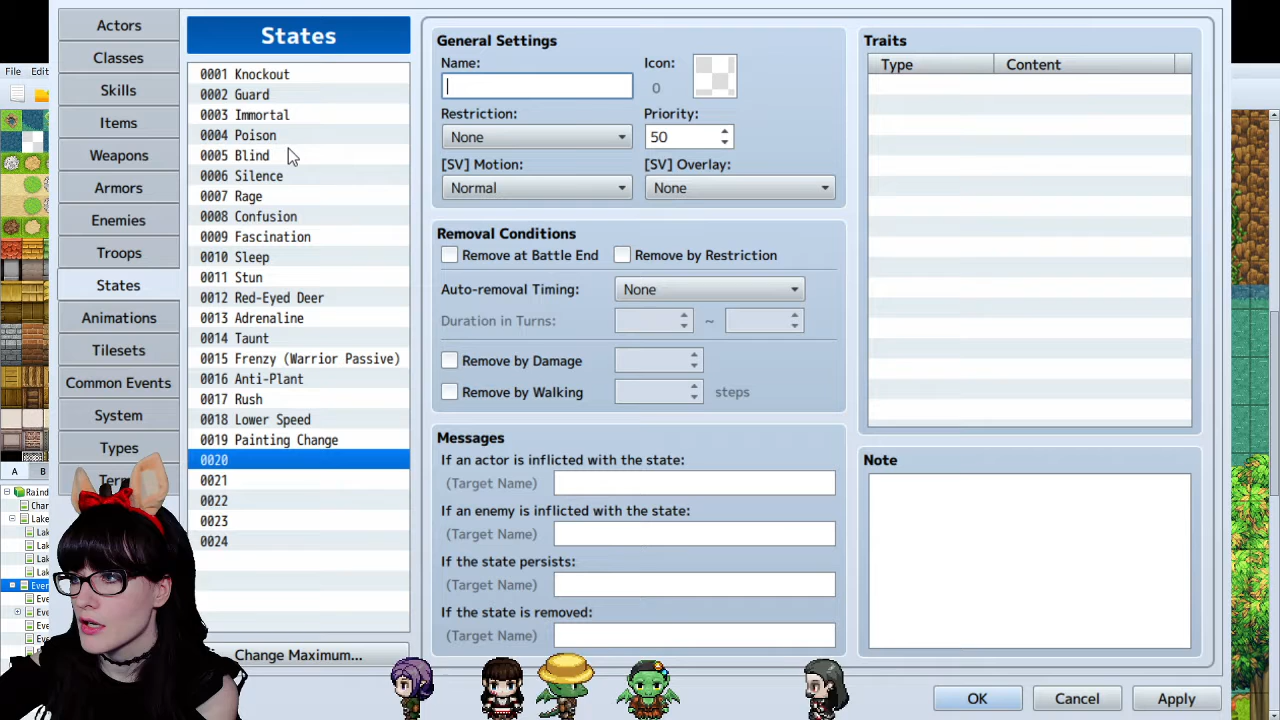 File Edit
Actors
Classes
Skills
Items
Weapons
Armors
Enemies
Troops
States
Animations
Tilesets
Common Events
System
Types
States
0001 Knockout
0002 Guard
0003 Immortal
0004 Poison
0005 Blind
0006 Silence
0007 Rage
0008 Confusion
0009 Fascination
0010 Sleep
0011 Stun
0012 Red-Eyed Deer
0013 Adrenaline
0014 Taunt
0015 Frenzy (Warrior Passive)
0016 Anti-Plant
0017 Rush
0018 Lower Speed
0019 Painting Change
0020
0021
0022
0023
0024
Change Maximum...
General Settings
Name:
Icon:
0
Restriction:
Priority:
None
50
[SV] Motion:
[SV] Overlay:
Normal
None
Removal Conditions
Remove at Battle End
Remove by Restriction
Auto-removal Timing:
None
Duration in Turns:
~
Remove by Damage
Remove by Walking
steps
Messages
If an actor is inflicted with the state:
(Target Name)
If an enemy is inflicted with the state:
(Target Name)
If the state persists:
(Target Name)
If the state is removed:
(Target Name)
Traits
Type
Content
Note
OK
Cancel
Apply
A
B